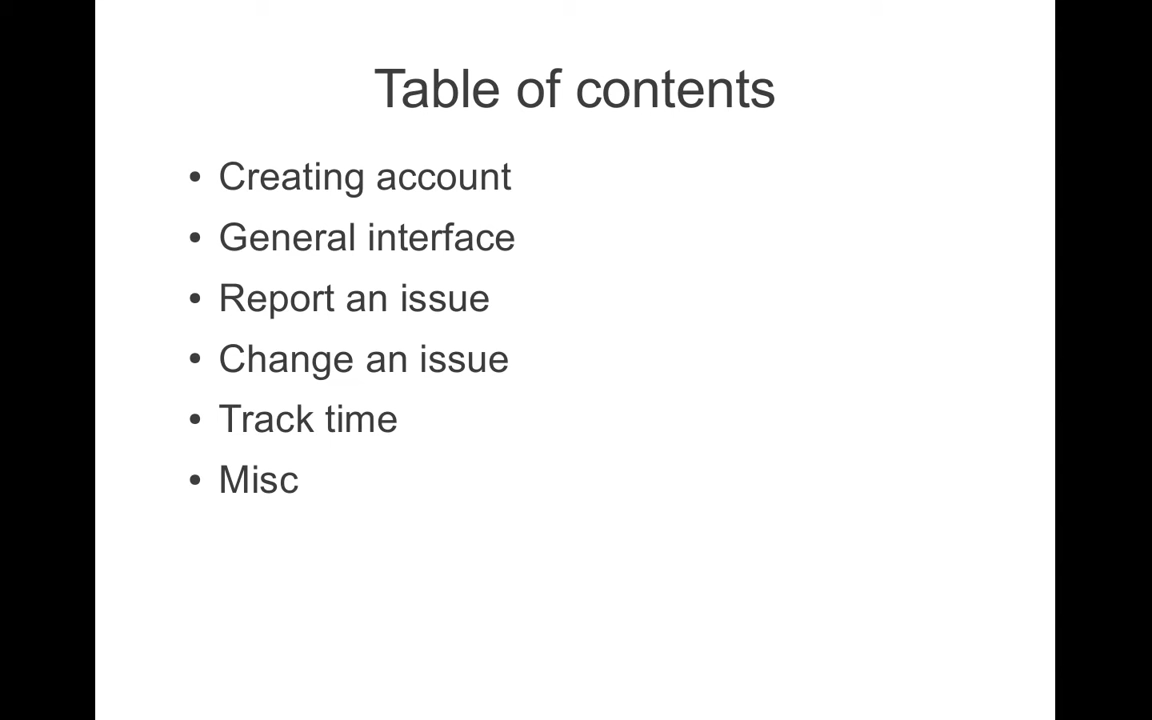 Table of contents
• Creating account
• General interface
• Report an issue
• Change an issue
• Track time
• Misc